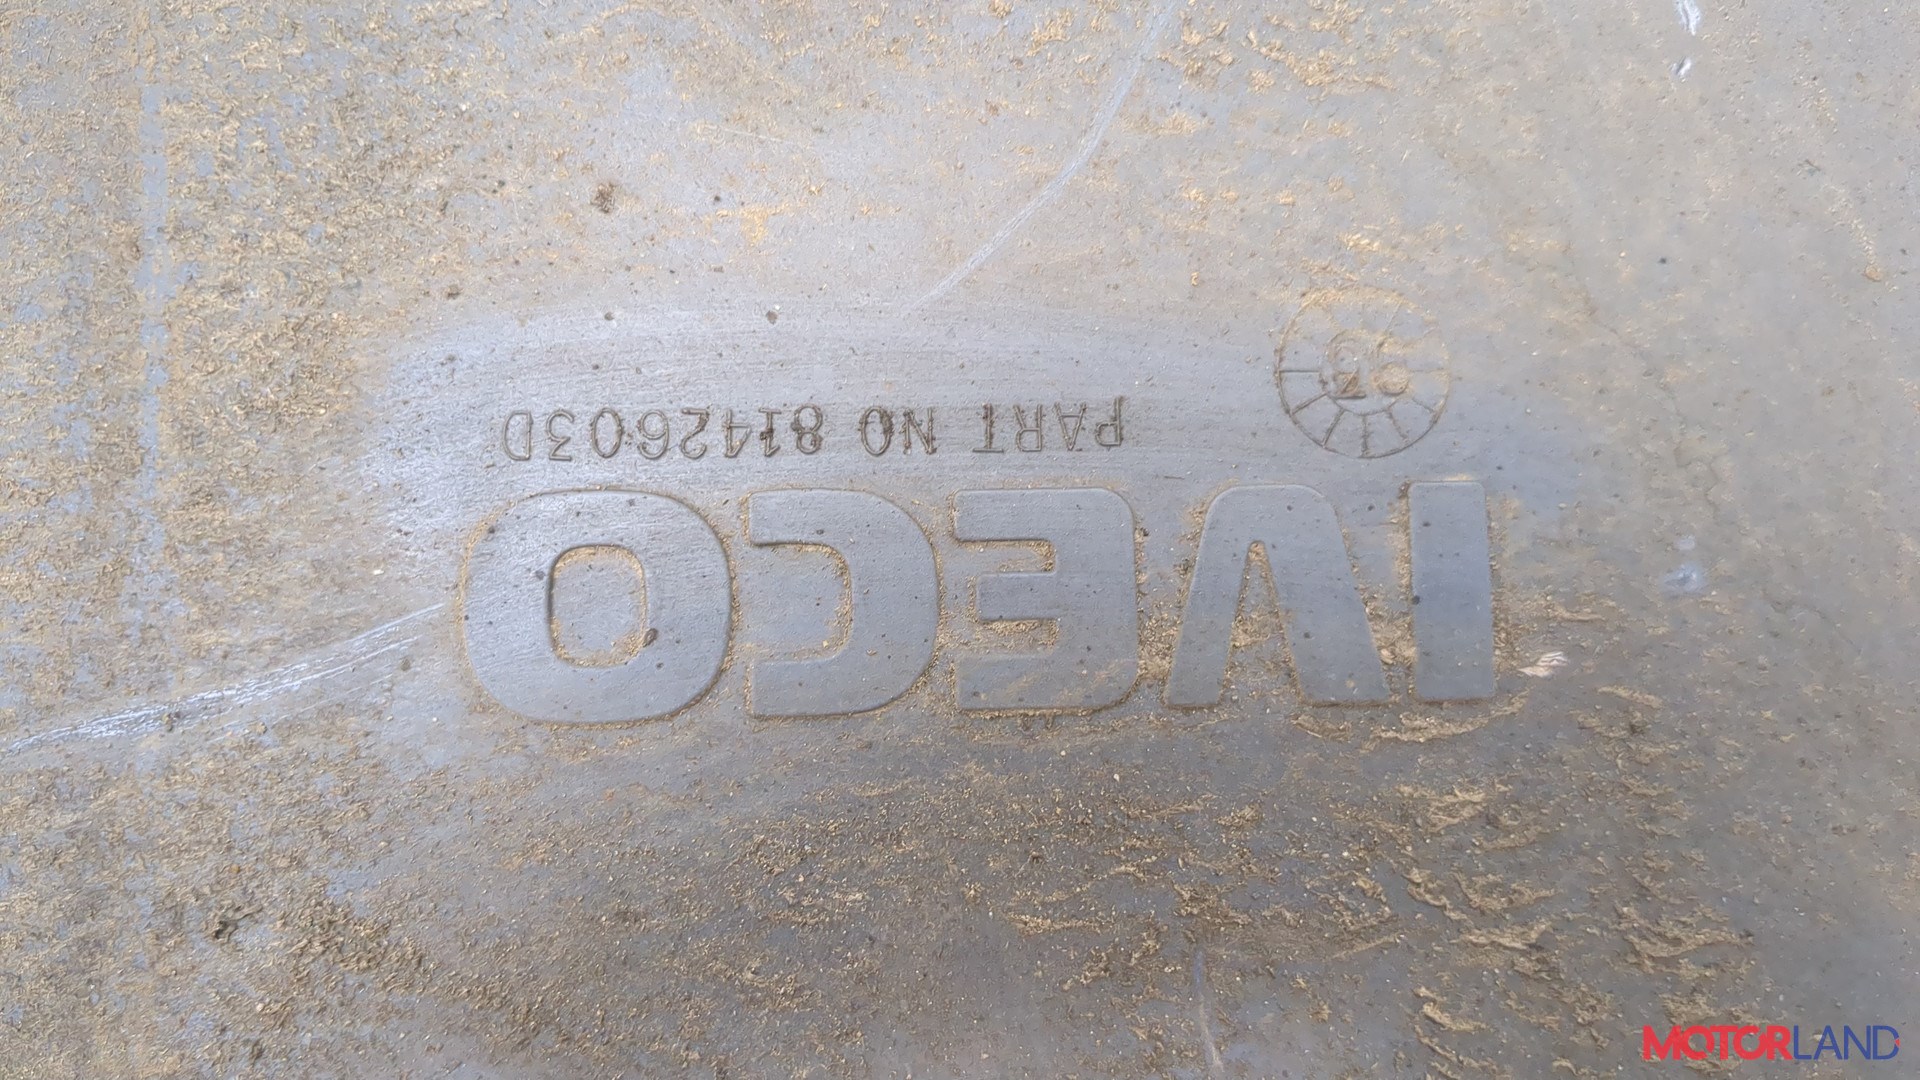 IVECO
PART NO 8142603D
MOTORLAND